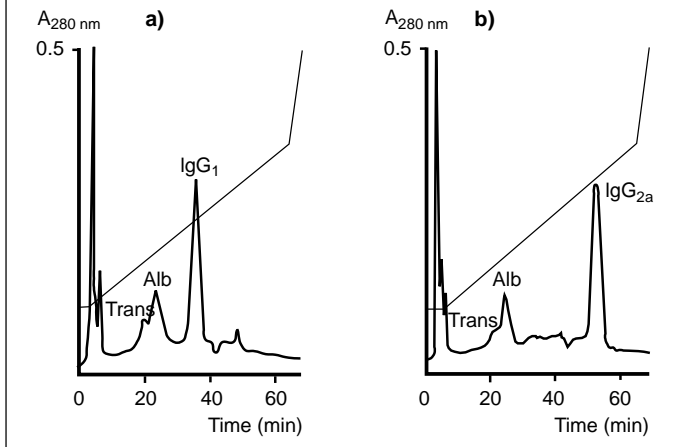 A280 nm a)
0.5
IgG1
Alb
Trans
0 20 40 60
Time (min)
A280 nm b)
0.5
IgG2a
Alb
Trans
0 20 40 60
Time (min)